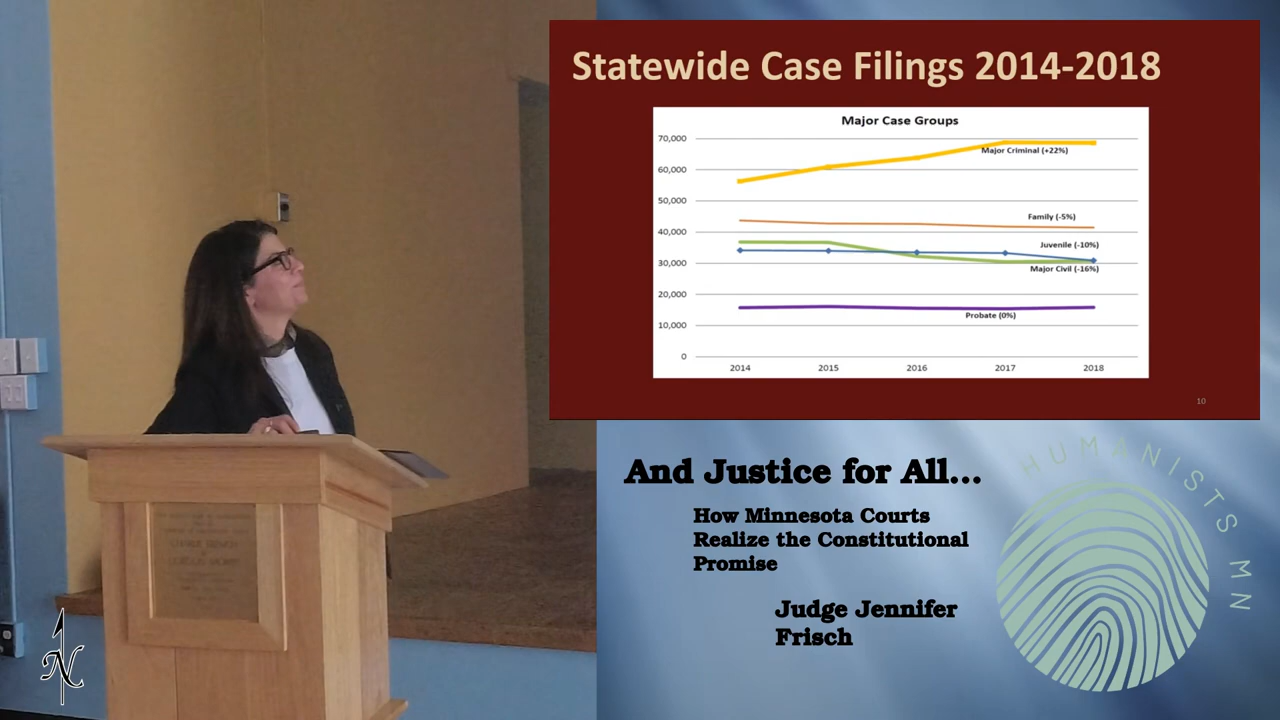 Statewide Case Filings 2014-2018
Major Case Groups
70,000
60,000
50,000
40,000
30,000
20,000
10,000
0
Major Criminal (+22%)
Family (-5%)
Juvenile (-10%)
Major Civil (-16%)
Probate (0%)
2014 2015 2016 2017 2018
10
And Justice for All...
How Minnesota Courts
Realize the Constitutional
Promise
Judge Jennifer
Frisch
HUMANISTS MN
N